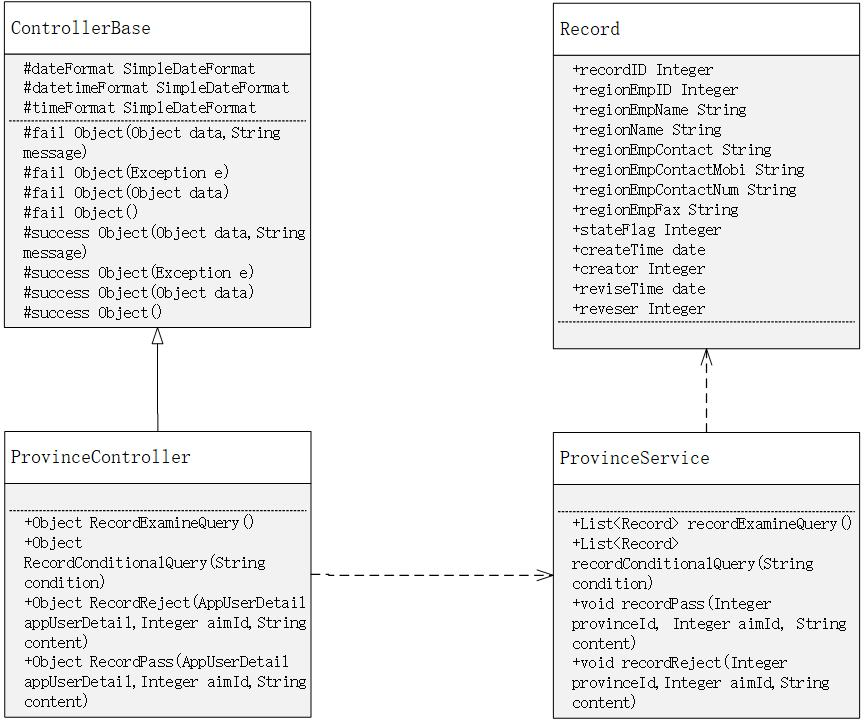 ControllerBase
#dateFormat SimpleDateFormat
#datetimeFormat SimpleDateFormat
#timeFormat SimpleDateFormat
#fail Object(Object data,String
message)
#fail Object(Exception e)
#fail Object(Object data)
#fail Object()
#success Object(Object data,String
message)
#success Object(Exception e)
#success Object(Object data)
#success Object()
Record
+recordID Integer
+regionEmpID Integer
+regionEmpName String
+regionName String
+regionEmpContact String
+regionEmpContactMobi String
+regionEmpContactNum String
+regionEmpFax String
+stateFlag Integer
+createTime date
+creator Integer
+reviseTime date
+reveser Integer
ProvinceController
+Object RecordExamineQuery()
+Object
RecordConditionalQuery(String
condition)
+Object RecordReject(AppUserDetail
appUserDetail,Integer aimId,String
content)
+Object RecordPass(AppUserDetail
appUserDetail,Integer aimId,String
content)
ProvinceService
+List<Record> recordExamineQuery()
+List<Record>
recordConditionalQuery(String
condition)
+void recordPass(Integer
provinceId, Integer aimId, String
content)
+void recordReject(Integer
provinceId,Integer aimId,String
content)